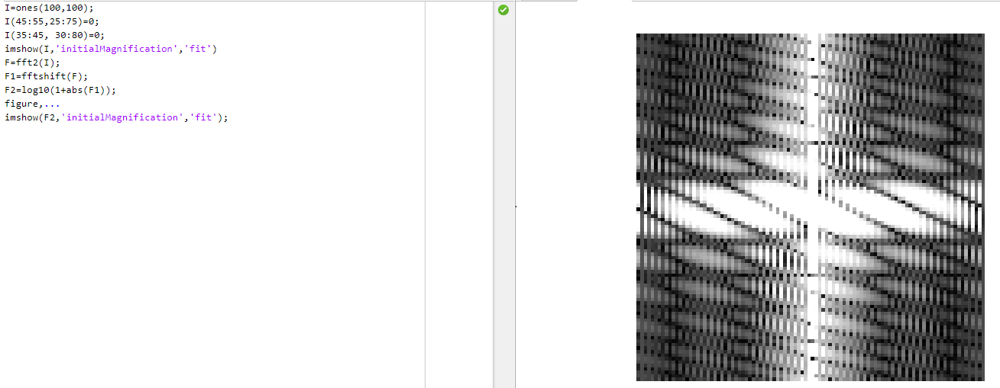 I=ones(100,100);
I(45:55,25:75)=0;
I(35:45, 30:80)=0;
imshow(I,'initialMagnification','fit')
F=fft2(I);
F1=fftshift(F);
F2=log10(1+abs(F1));
figure,...
imshow(F2,'initialMagnification','fit');